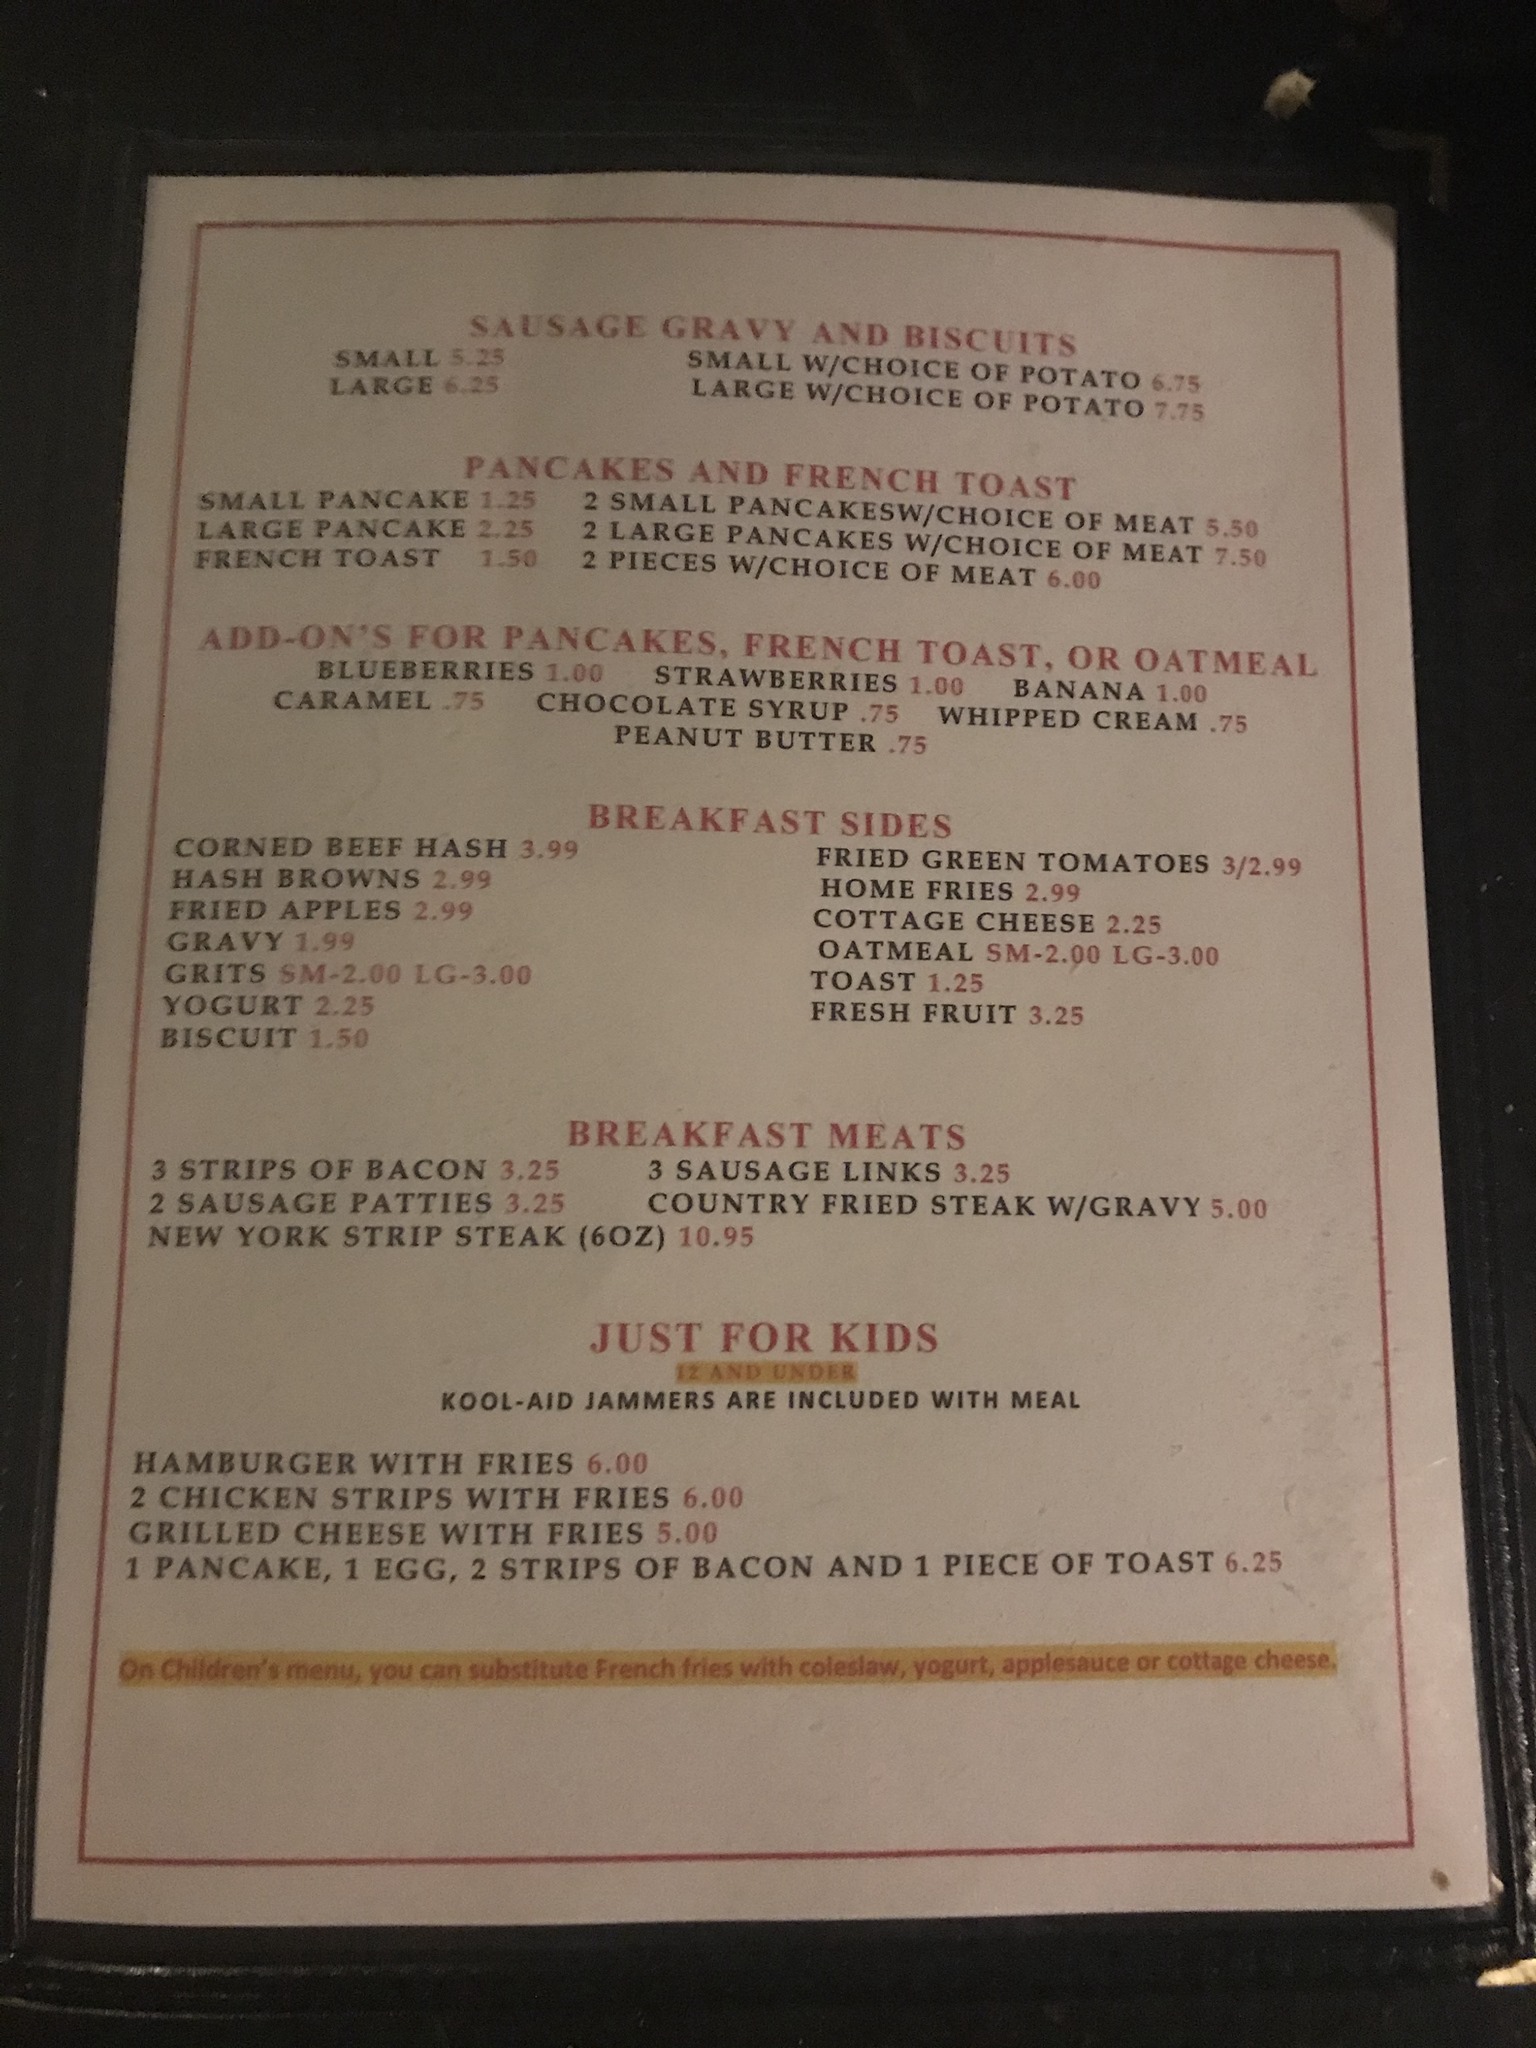 SAUSAGE GRAVY AND BISCUITS
SMALL 5.25 SMALL W/CHOICE OF POTATO 6.75
LARGE 6.25 LARGE W/CHOICE OF POTATO 7.75
PANCAKES AND FRENCH TOAST
SMALL PANCAKE 1.25 2 SMALL PANCAKESW/CHOICE OF MEAT 5.50
LARGE PANCAKE 2.25 2 LARGE PANCAKES W/CHOICE OF MEAT 7.50
FRENCH TOAST 1.50 2 PIECES W/CHOICE OF MEAT 6.00
ADD-ON'S FOR PANCAKES, FRENCH TOAST, OR OATMEAL
BLUEBERRIES 1.00 STRAWBERRIES 1.00 BANANA 1.00
CARAMEL .75 CHOCOLATE SYRUP .75 WHIPPED CREAM .75
PEANUT BUTTER .75
BREAKFAST SIDES
CORNED BEEF HASH 3.99 FRIED GREEN TOMATOES 3/2.99
HASH BROWNS 2.99 HOME FRIES 2.99
FRIED APPLES 2.99 COTTAGE CHEESE 2.25
GRAVY 1.99 OATMEAL SM-2.00 LG-3.00
GRITS SM-2.00 LG-3.00 TOAST 1.25
YOGURT 2.25 FRESH FRUIT 3.25
BISCUIT 1.50
BREAKFAST MEATS
3 STRIPS OF BACON 3.25 3 SAUSAGE LINKS 3.25
2 SAUSAGE PATTIES 3.25 COUNTRY FRIED STEAK W/GRAVY 5.00
NEW YORK STRIP STEAK (6OZ) 10.95
JUST FOR KIDS
12 AND UNDER
KOOL-AID JAMMERS ARE INCLUDED WITH MEAL
HAMBURGER WITH FRIES 6.00
2 CHICKEN STRIPS WITH FRIES 6.00
GRILLED CHEESE WITH FRIES 5.00
1 PANCAKE, 1 EGG, 2 STRIPS OF BACON AND 1 PIECE OF TOAST 6.25
On Children's menu, you can substitute French fries with coleslaw, yogurt, applesauce or cottage cheese.